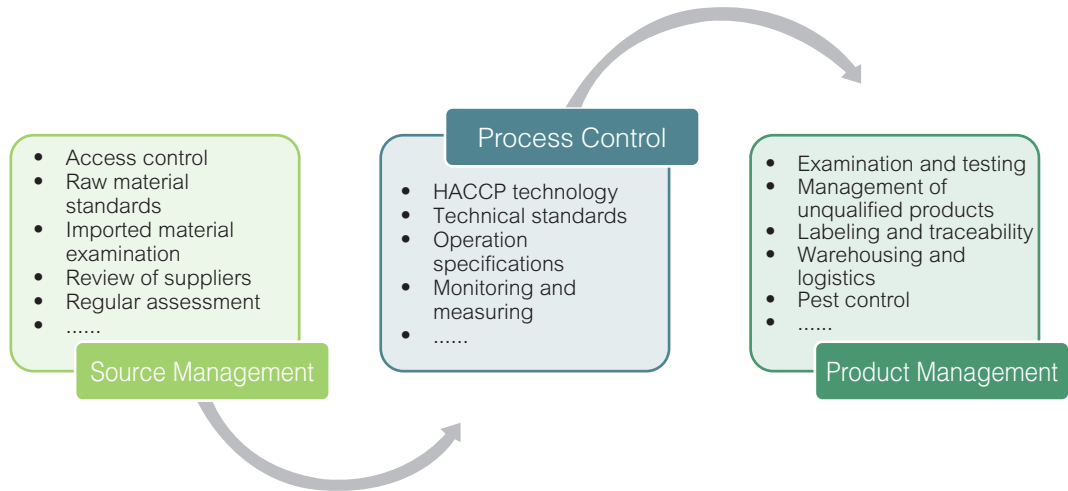 • Access control
• Raw material
standards
• Imported material
examination
• Review of suppliers
• Regular assessment
• ......
Source Management
Process Control
• HACCP technology
• Technical standards
• Operation
specifications
• Monitoring and
measuring
• ......
• Examination and testing
• Management of
unqualified products
• Labeling and traceability
• Warehousing and
logistics
• Pest control
• ......
Product Management